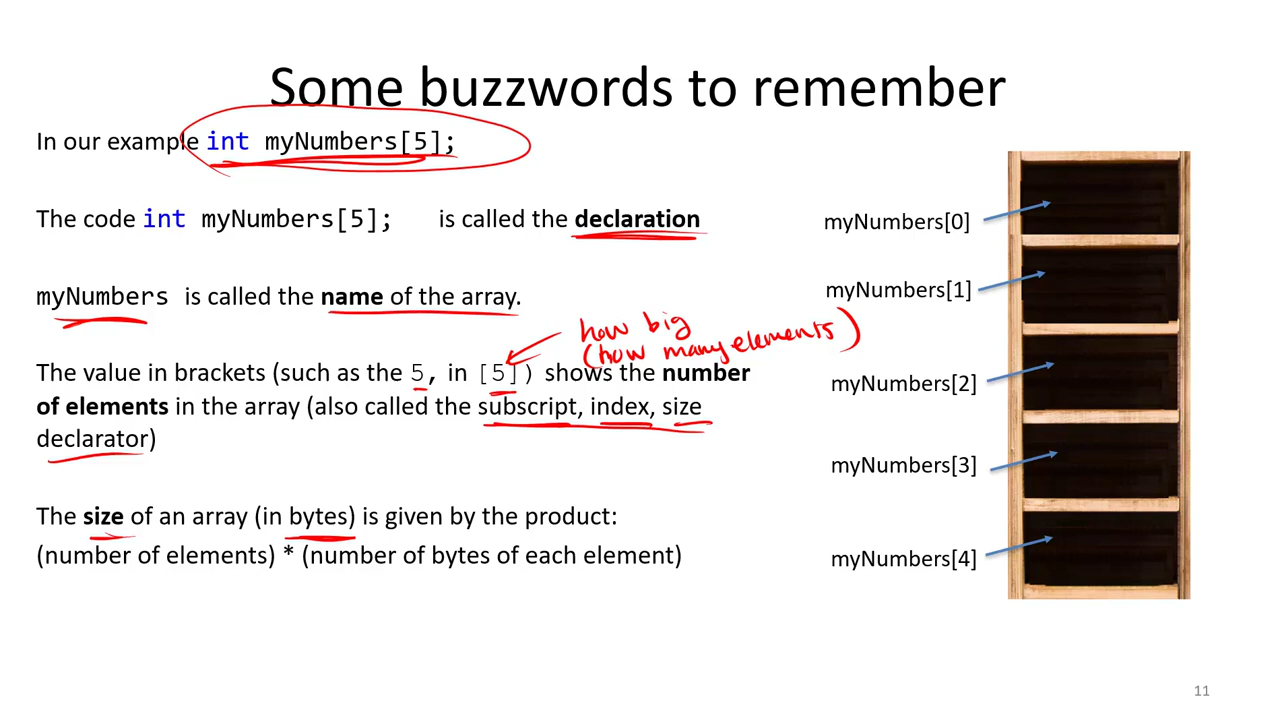 Some buzzwords to remember
In our example int myNumbers[5];
The code int myNumbers[5]; is called the declaration
myNumbers is called the name of the array.
how big
(how many elements)
The value in brackets (such as the 5, in [5]) shows the number
of elements in the array (also called the subscript, index, size
declarator)
The size of an array (in bytes) is given by the product:
(number of elements) * (number of bytes of each element)
myNumbers[0]
myNumbers[1]
myNumbers[2]
myNumbers[3]
myNumbers[4]
11